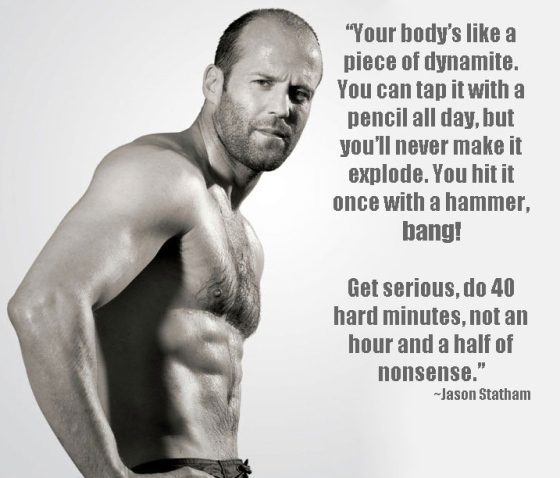 “Your body’s like a
piece of dynamite.
You can tap it with a
pencil all day, but
you’ll never make it
explode. You hit it
once with a hammer,
bang!
Get serious, do 40
hard minutes, not an
hour and a half of
nonsense.”
~Jason Statham